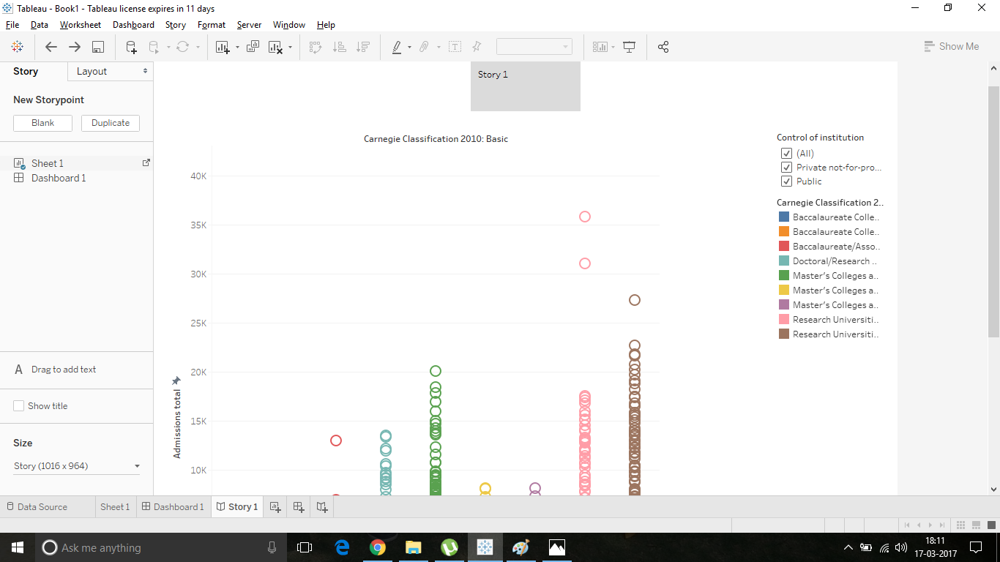 Tableau - Book1 - Tableau license expires in 11 days
File Data Worksheet Dashboard Story Format Server Window Help
Show Me
Story Layout
New Storypoint
Blank Duplicate
Sheet 1
Dashboard 1
A Drag to add text
Show title
Size
Story (1016 x 964)
Story 1
Carnegie Classification 2010: Basic
40K
35K
30K
25K
20K
15K
10K
Admissions total
Control of institution
(All)
Private not-for-pro...
Public
Carnegie Classification 2..
Baccalaureate Colle..
Baccalaureate Colle..
Baccalaureate/Asso..
Doctoral/Research ..
Master's Colleges a..
Master's Colleges a..
Master's Colleges a..
Research Universiti..
Research Universiti..
Data Source Sheet 1 Dashboard 1 Story 1
Ask me anything
18:11
17-03-2017